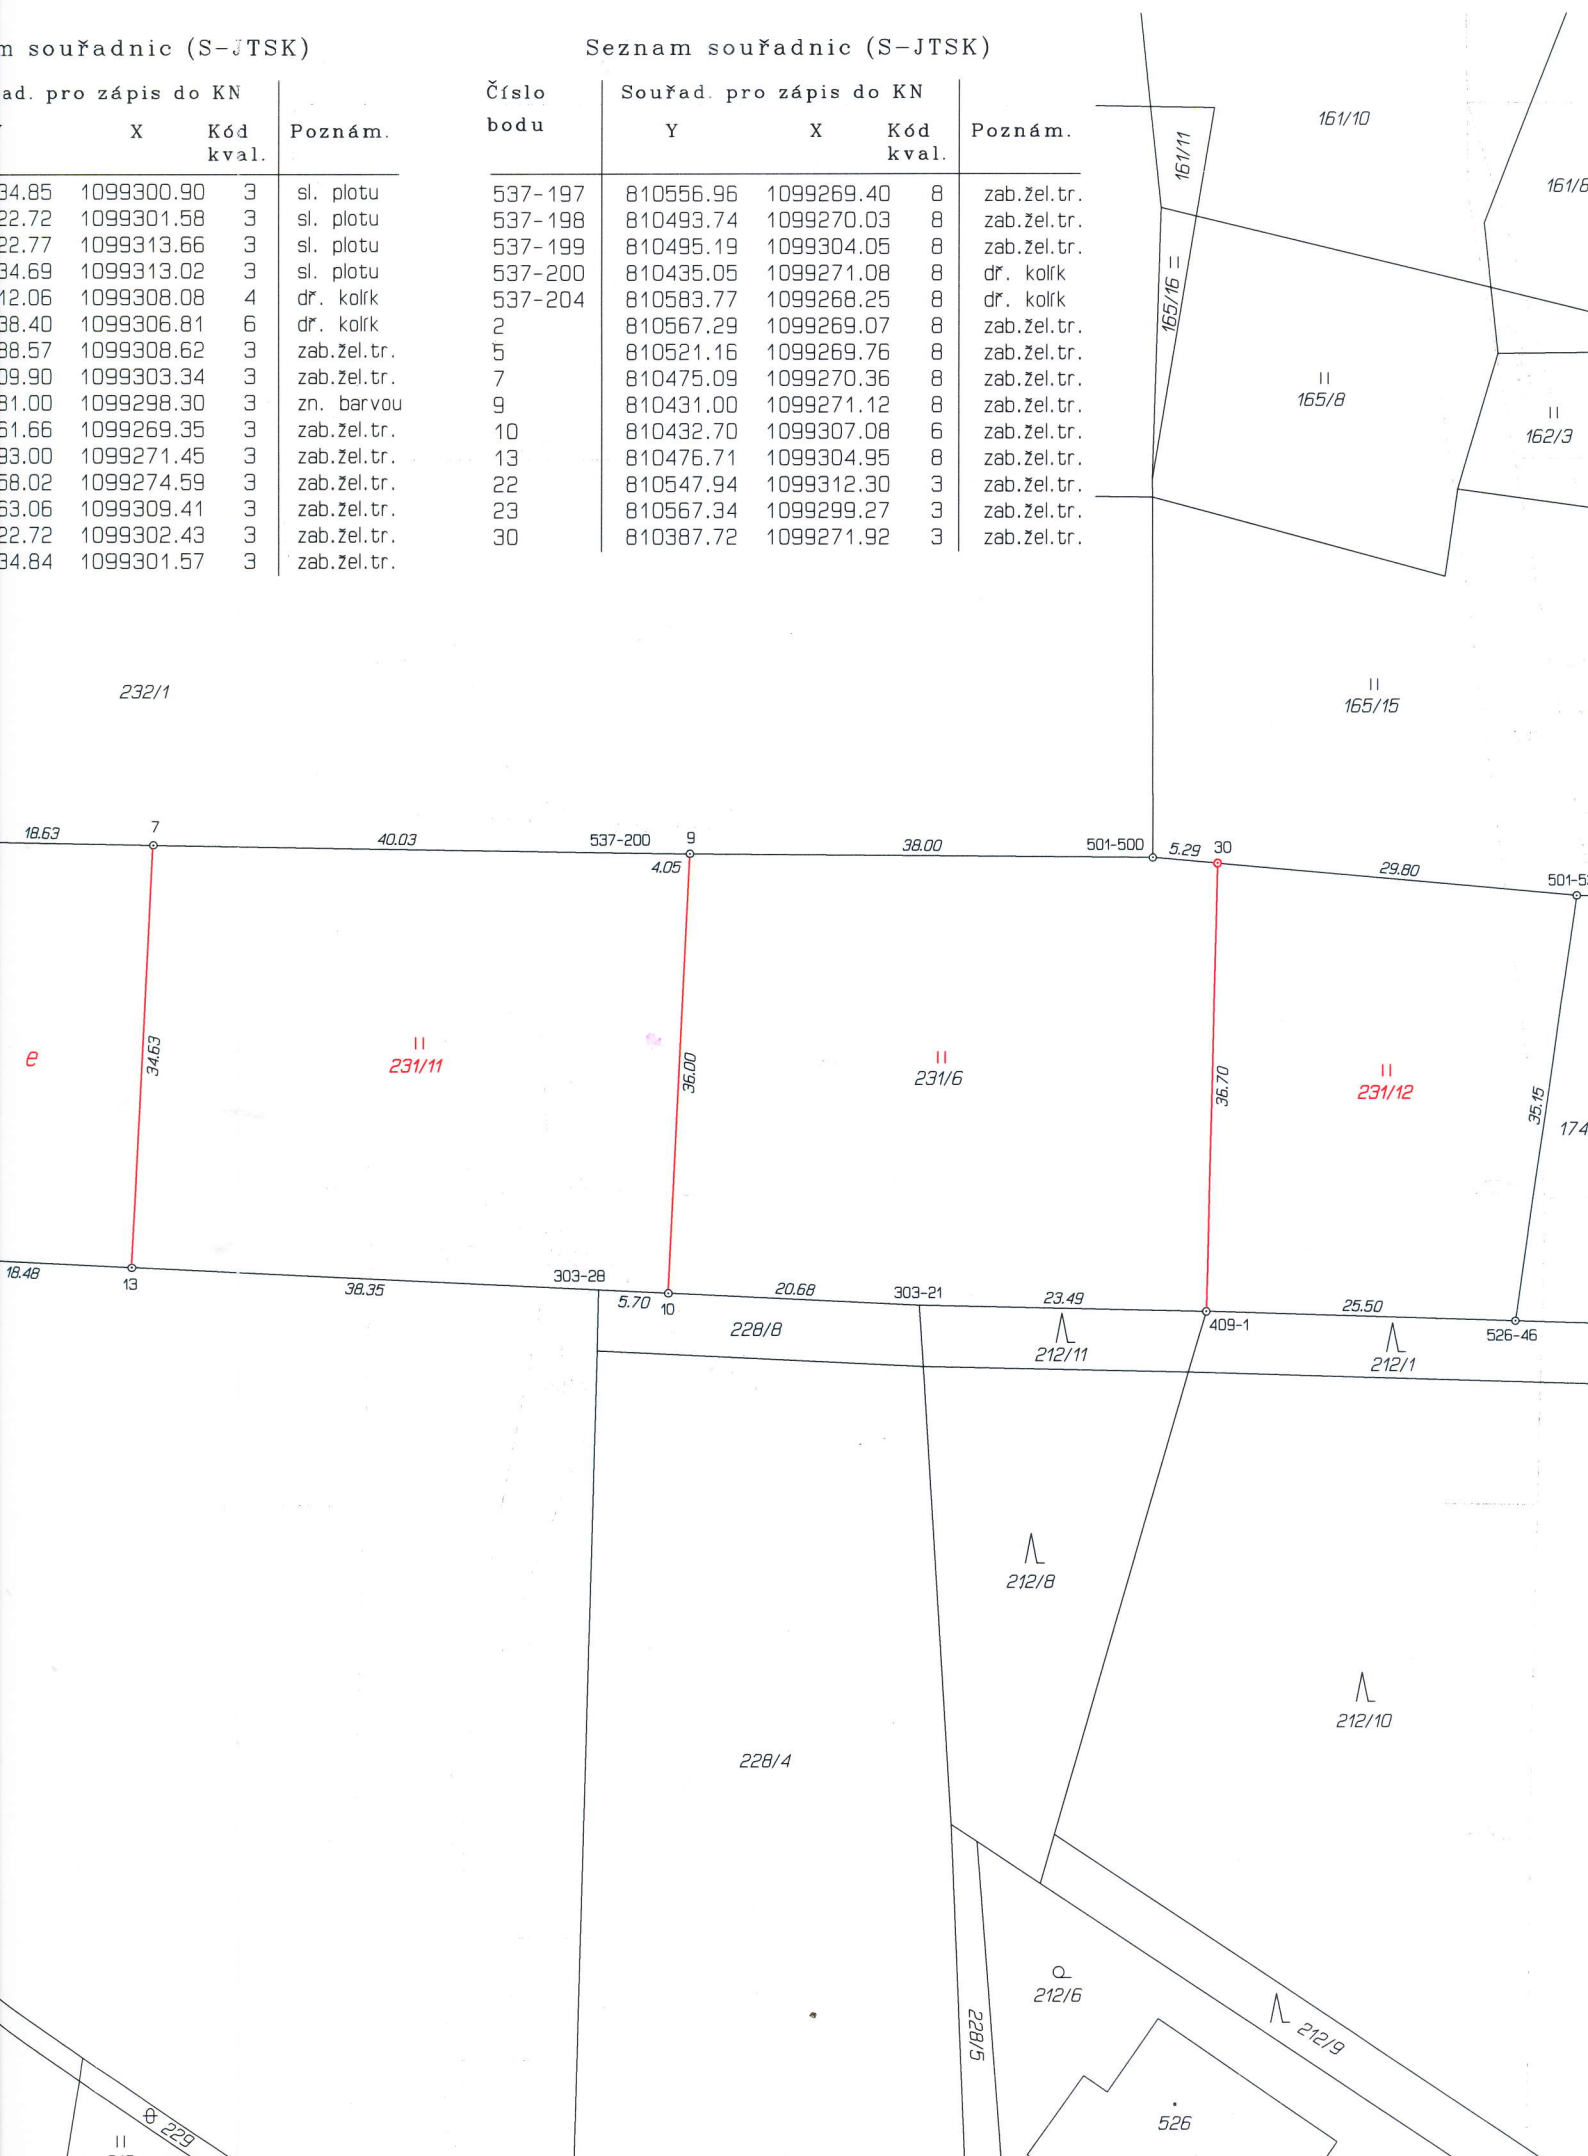 m souřadnic (S-JTSK)
ad. pro zápis do KN
X Kód kval. Poznám.
34.85 1099300.90 3 sl. plotu
22.72 1099301.58 3 sl. plotu
22.77 1099313.66 3 sl. plotu
34.69 1099313.02 3 sl. plotu
12.06 1099308.08 4 dř. kolík
38.40 1099306.81 6 dř. kolík
88.57 1099308.62 3 zab.žel.tr.
09.90 1099303.34 3 zab.žel.tr.
81.00 1099298.30 3 zn. barvou
61.66 1099269.35 3 zab.žel.tr.
93.00 1099271.45 3 zab.žel.tr.
58.02 1099274.59 3 zab.žel.tr.
63.06 1099309.41 3 zab.žel.tr.
22.72 1099302.43 3 zab.žel.tr.
34.84 1099301.57 3 zab.žel.tr.
Seznam souřadnic (S-JTSK)
Číslo bodu Souřad. pro zápis do KN
Y X Kód kval. Poznám.
537-197 810556.96 1099269.40 8 zab.žel.tr.
537-198 810493.74 1099270.03 8 zab.žel.tr.
537-199 810495.19 1099304.05 8 zab.žel.tr.
537-200 810435.05 1099271.08 8 dř. kolík
537-204 810583.77 1099268.25 8 dř. kolík
2 810567.29 1099269.07 8 zab.žel.tr.
5 810521.16 1099269.76 8 zab.žel.tr.
7 810475.09 1099270.36 8 zab.žel.tr.
9 810431.00 1099271.12 8 zab.žel.tr.
10 810432.70 1099307.08 6 zab.žel.tr.
13 810476.71 1099304.95 8 zab.žel.tr.
22 810547.94 1099312.30 3 zab.žel.tr.
23 810567.34 1099299.27 3 zab.žel.tr.
30 810387.72 1099271.92 3 zab.žel.tr.
161/10
161/11
161/8
165/16
165/8
162/3
232/1
165/15
18.63 7 40.03 537-200 9 38.00 501-500 5.29 30
4.05
29.80
501-5
e
34.63
231/11
36.00
231/6
36.70
231/12
35.15
174
18.48
13
38.35
303-28
5.70 10
20.68
303-21
23.49
409-1
25.50
526-46
228/8
212/11
212/1
212/8
212/10
228/4
212/6
228/5
212/9
526
229